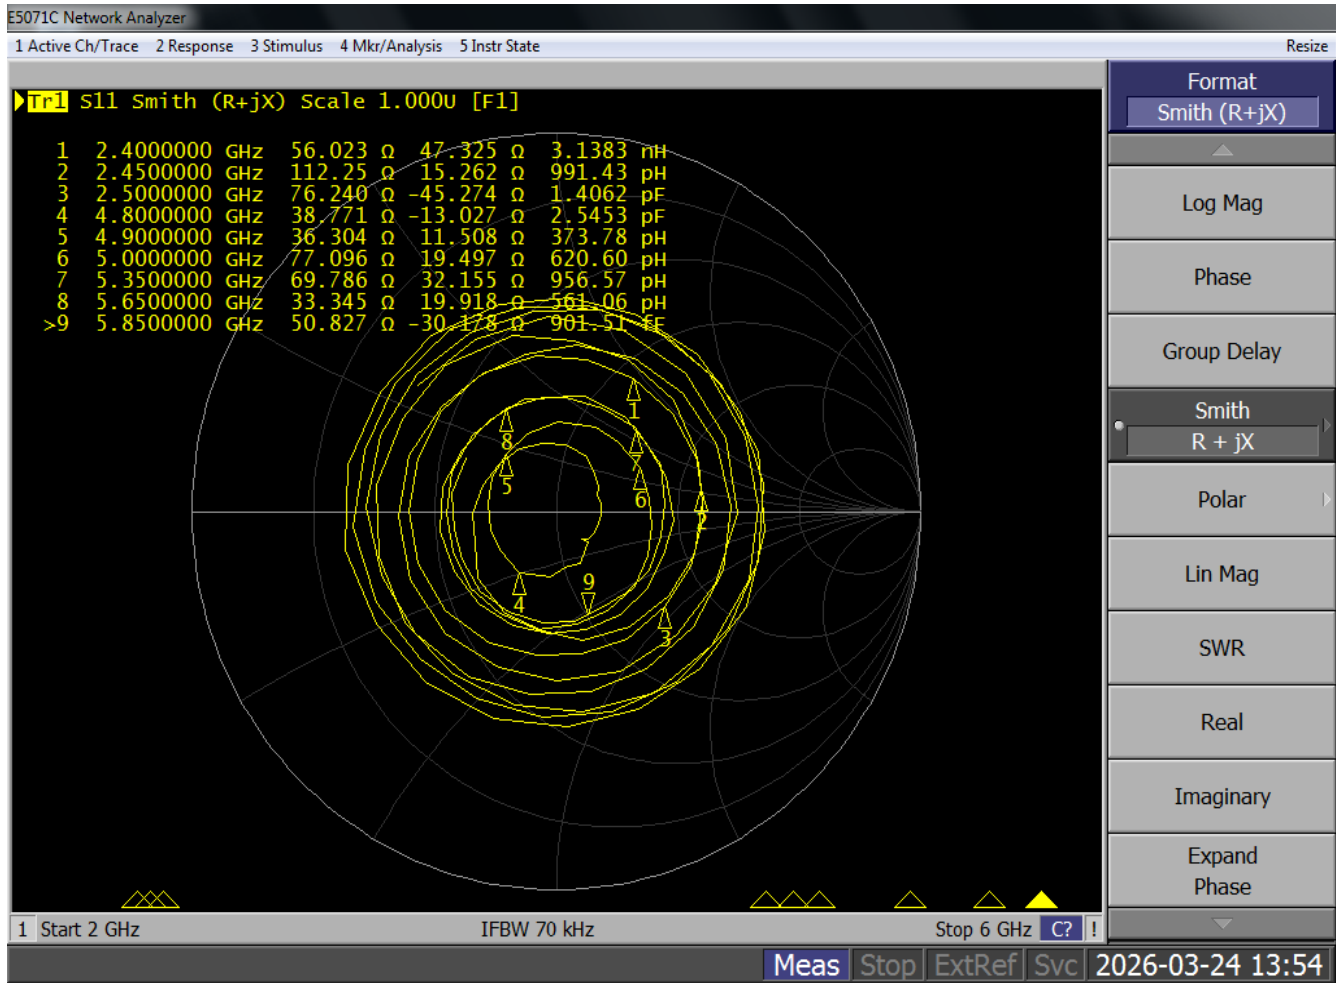 E5071C Network Analyzer
1 Active Ch/Trace 2 Response 3 Stimulus 4 Mkr/Analysis 5 Instr State Resize
Tr1 S11 Smith (R+jX) Scale 1.000U [F1]
1 2.4000000 GHz 56.023 Ω 47.325 Ω 3.1383 nH
2 2.4500000 GHz 112.25 Ω 15.262 Ω 991.43 pH
3 2.5000000 GHz 76.240 Ω -45.274 Ω 1.4062 pF
4 4.8000000 GHz 38.771 Ω -13.027 Ω 2.5453 pF
5 4.9000000 GHz 36.304 Ω 11.508 Ω 373.78 pH
6 5.0000000 GHz 77.096 Ω 19.497 Ω 620.60 pH
7 5.3500000 GHz 69.786 Ω 32.155 Ω 956.57 pH
8 5.6500000 GHz 33.345 Ω 19.918 Ω 561.06 pH
>9 5.8500000 GHz 50.827 Ω -30.178 Ω 901.51 fF
1
8
7
5
6
2
9
4
3
Format
Smith (R+jX)
Log Mag
Phase
Group Delay
Smith
R + jX
Polar
Lin Mag
SWR
Real
Imaginary
Expand
Phase
1 Start 2 GHz IFBW 70 kHz Stop 6 GHz C? !
Meas Stop ExtRef Svc 2026-03-24 13:54